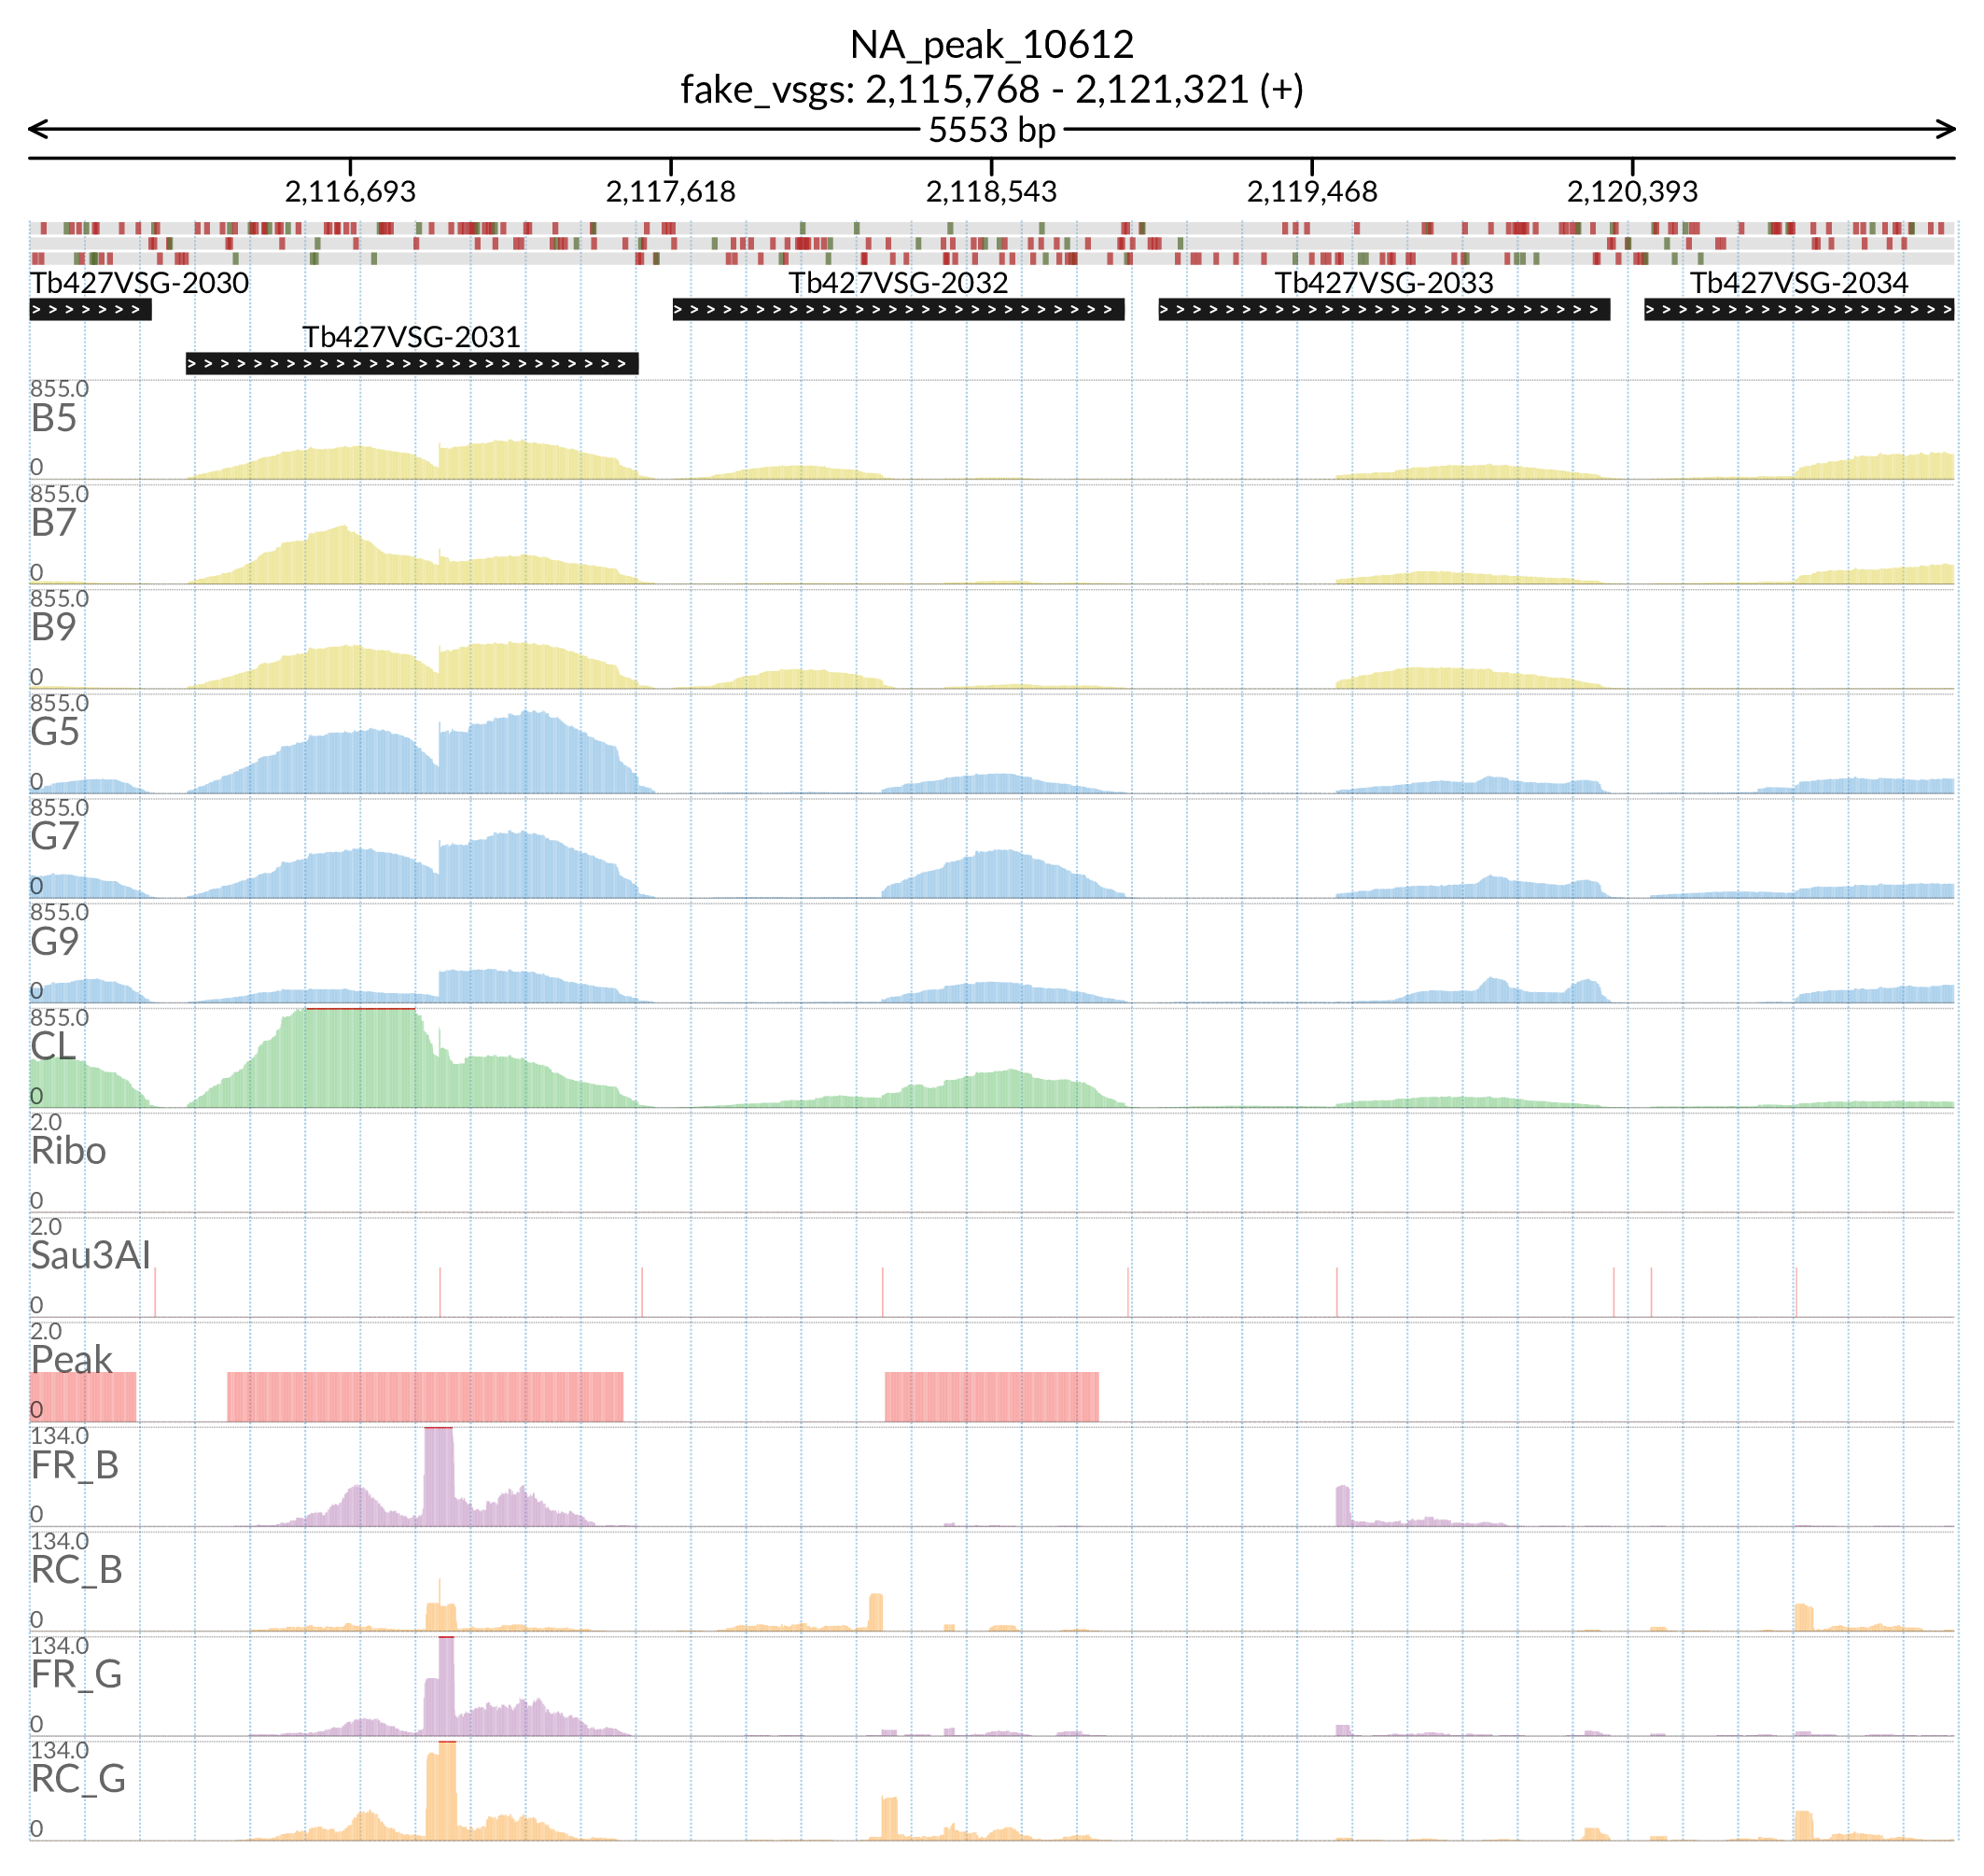 NA_peak_10612
fake_vsgs: 2,115,768 - 2,121,321 (+)
5553 bp
2,116,693 2,117,618 2,118,543 2,119,468 2,120,393
Tb427VSG-2030 Tb427VSG-2032 Tb427VSG-2033 Tb427VSG-2034
Tb427VSG-2031
855.0
B5
0
855.0
B7
0
855.0
B9
0
855.0
G5
0
855.0
G7
0
855.0
G9
0
855.0
CL
0
2.0
Ribo
0
2.0
Sau3AI
0
2.0
Peak
0
134.0
FR_B
0
134.0
RC_B
0
134.0
FR_G
0
134.0
RC_G
0